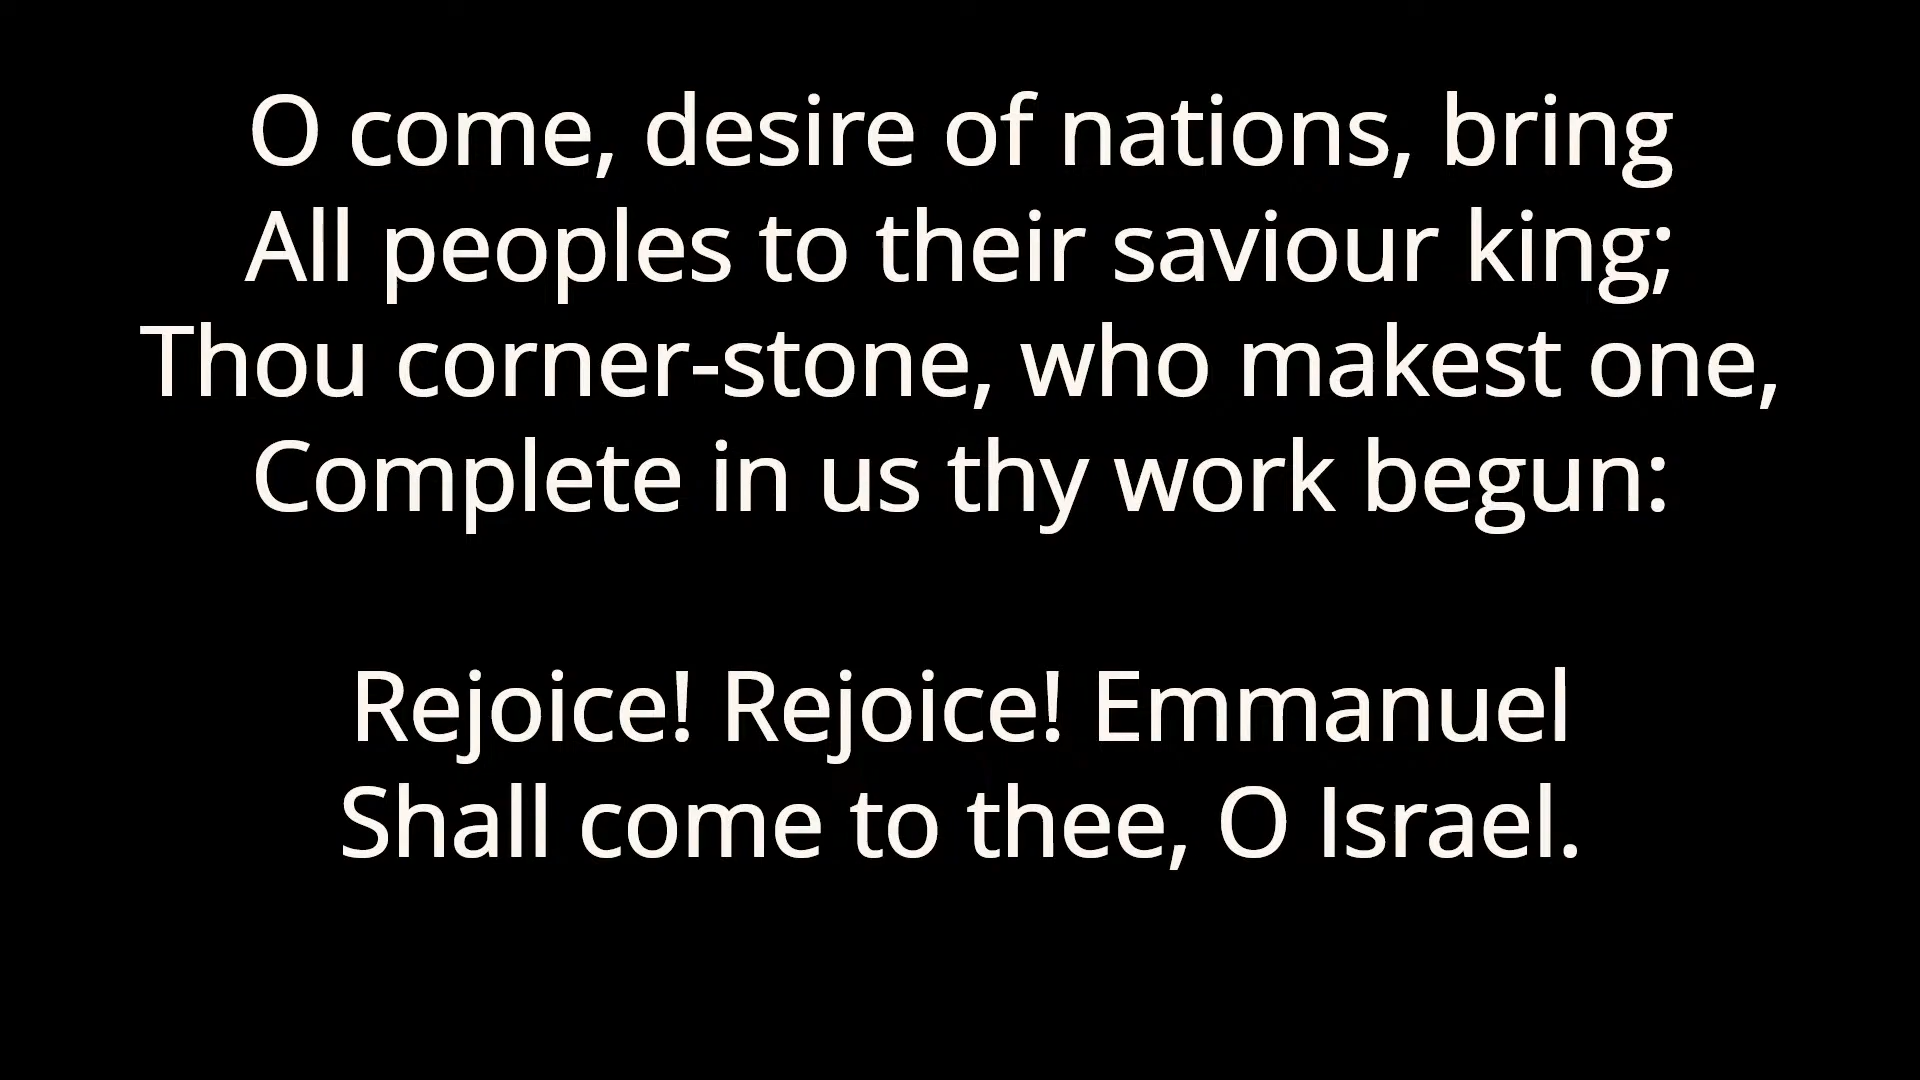 O come, desire of nations, bring
All peoples to their saviour king;
Thou corner-stone, who makest one,
Complete in us thy work begun:
Rejoice! Rejoice! Emmanuel
Shall come to thee, O Israel.